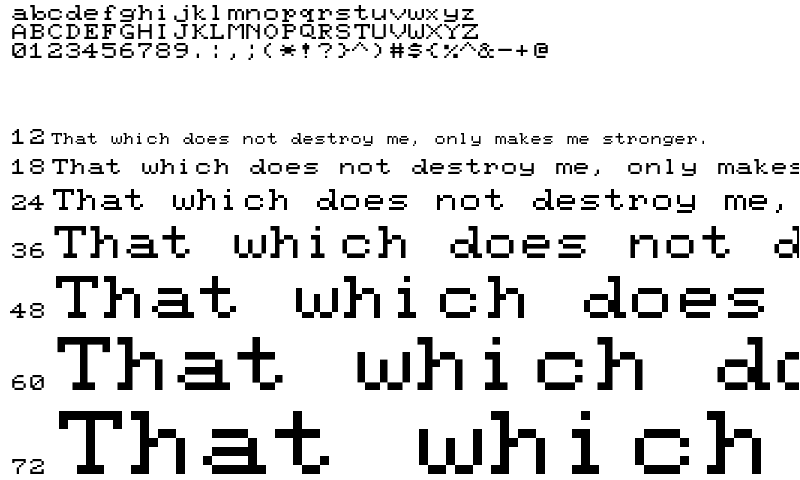 abcdefghijklmnopqrstuvwxyz
ABCDEFGHIJKLMNOPQRSTUVWXYZ
0123456789.:,;(*!?}^)#${%^&-+@
12 That which does not destroy me, only makes me stronger.
18 That which does not destroy me, only makes
24 That which does not destroy me,
36 That which does not d
48 That which does
60 That which do
72 That which